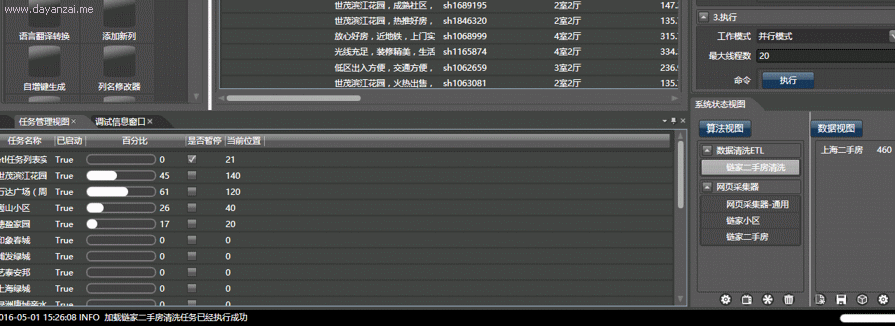 www.dayanzai.me
语言翻译转换 添加新列
自增键生成 列名修改器
世茂滨江花园，成熟社区， sh1689195 2室2厅 147.
世茂滨江花园，热推好房， sh1846320 2室2厅 135.
放心好房，近地铁，上门实 sh1068999 4室2厅 315.
光线充足，装修精美，生活 sh1165874 4室2厅 334.
低区出入方便，交通方便， sh1062659 3室2厅 236.
世茂滨江花园，火热出售， sh1063081 2室2厅 135.
3.执行
工作模式 并行模式
最大线程数 20
命令 执行
任务管理视图× 调试信息窗口×
任务名称 已启动 百分比 是否暂停 当前位置
etl任务列表实 True 0 21
世茂滨江花园 True 45 140
万达广场（周 True 61 120
嵩山小区 True 26 40
德盈家园 True 17 20
印象春城 True 0 0
浦发绿城 True 0 0
艺泰安邦 True 0 0
上海绿城 True 0 0
True 0 0
系统状态视图
算法视图
数据清洗ETL
链家二手房清洗
网页采集器
网页采集器-通用
链家小区
链家二手房
数据视图
上海二手房 460
016-05-01 15:26:08 INFO 加载链家二手房清洗任务已经执行成功